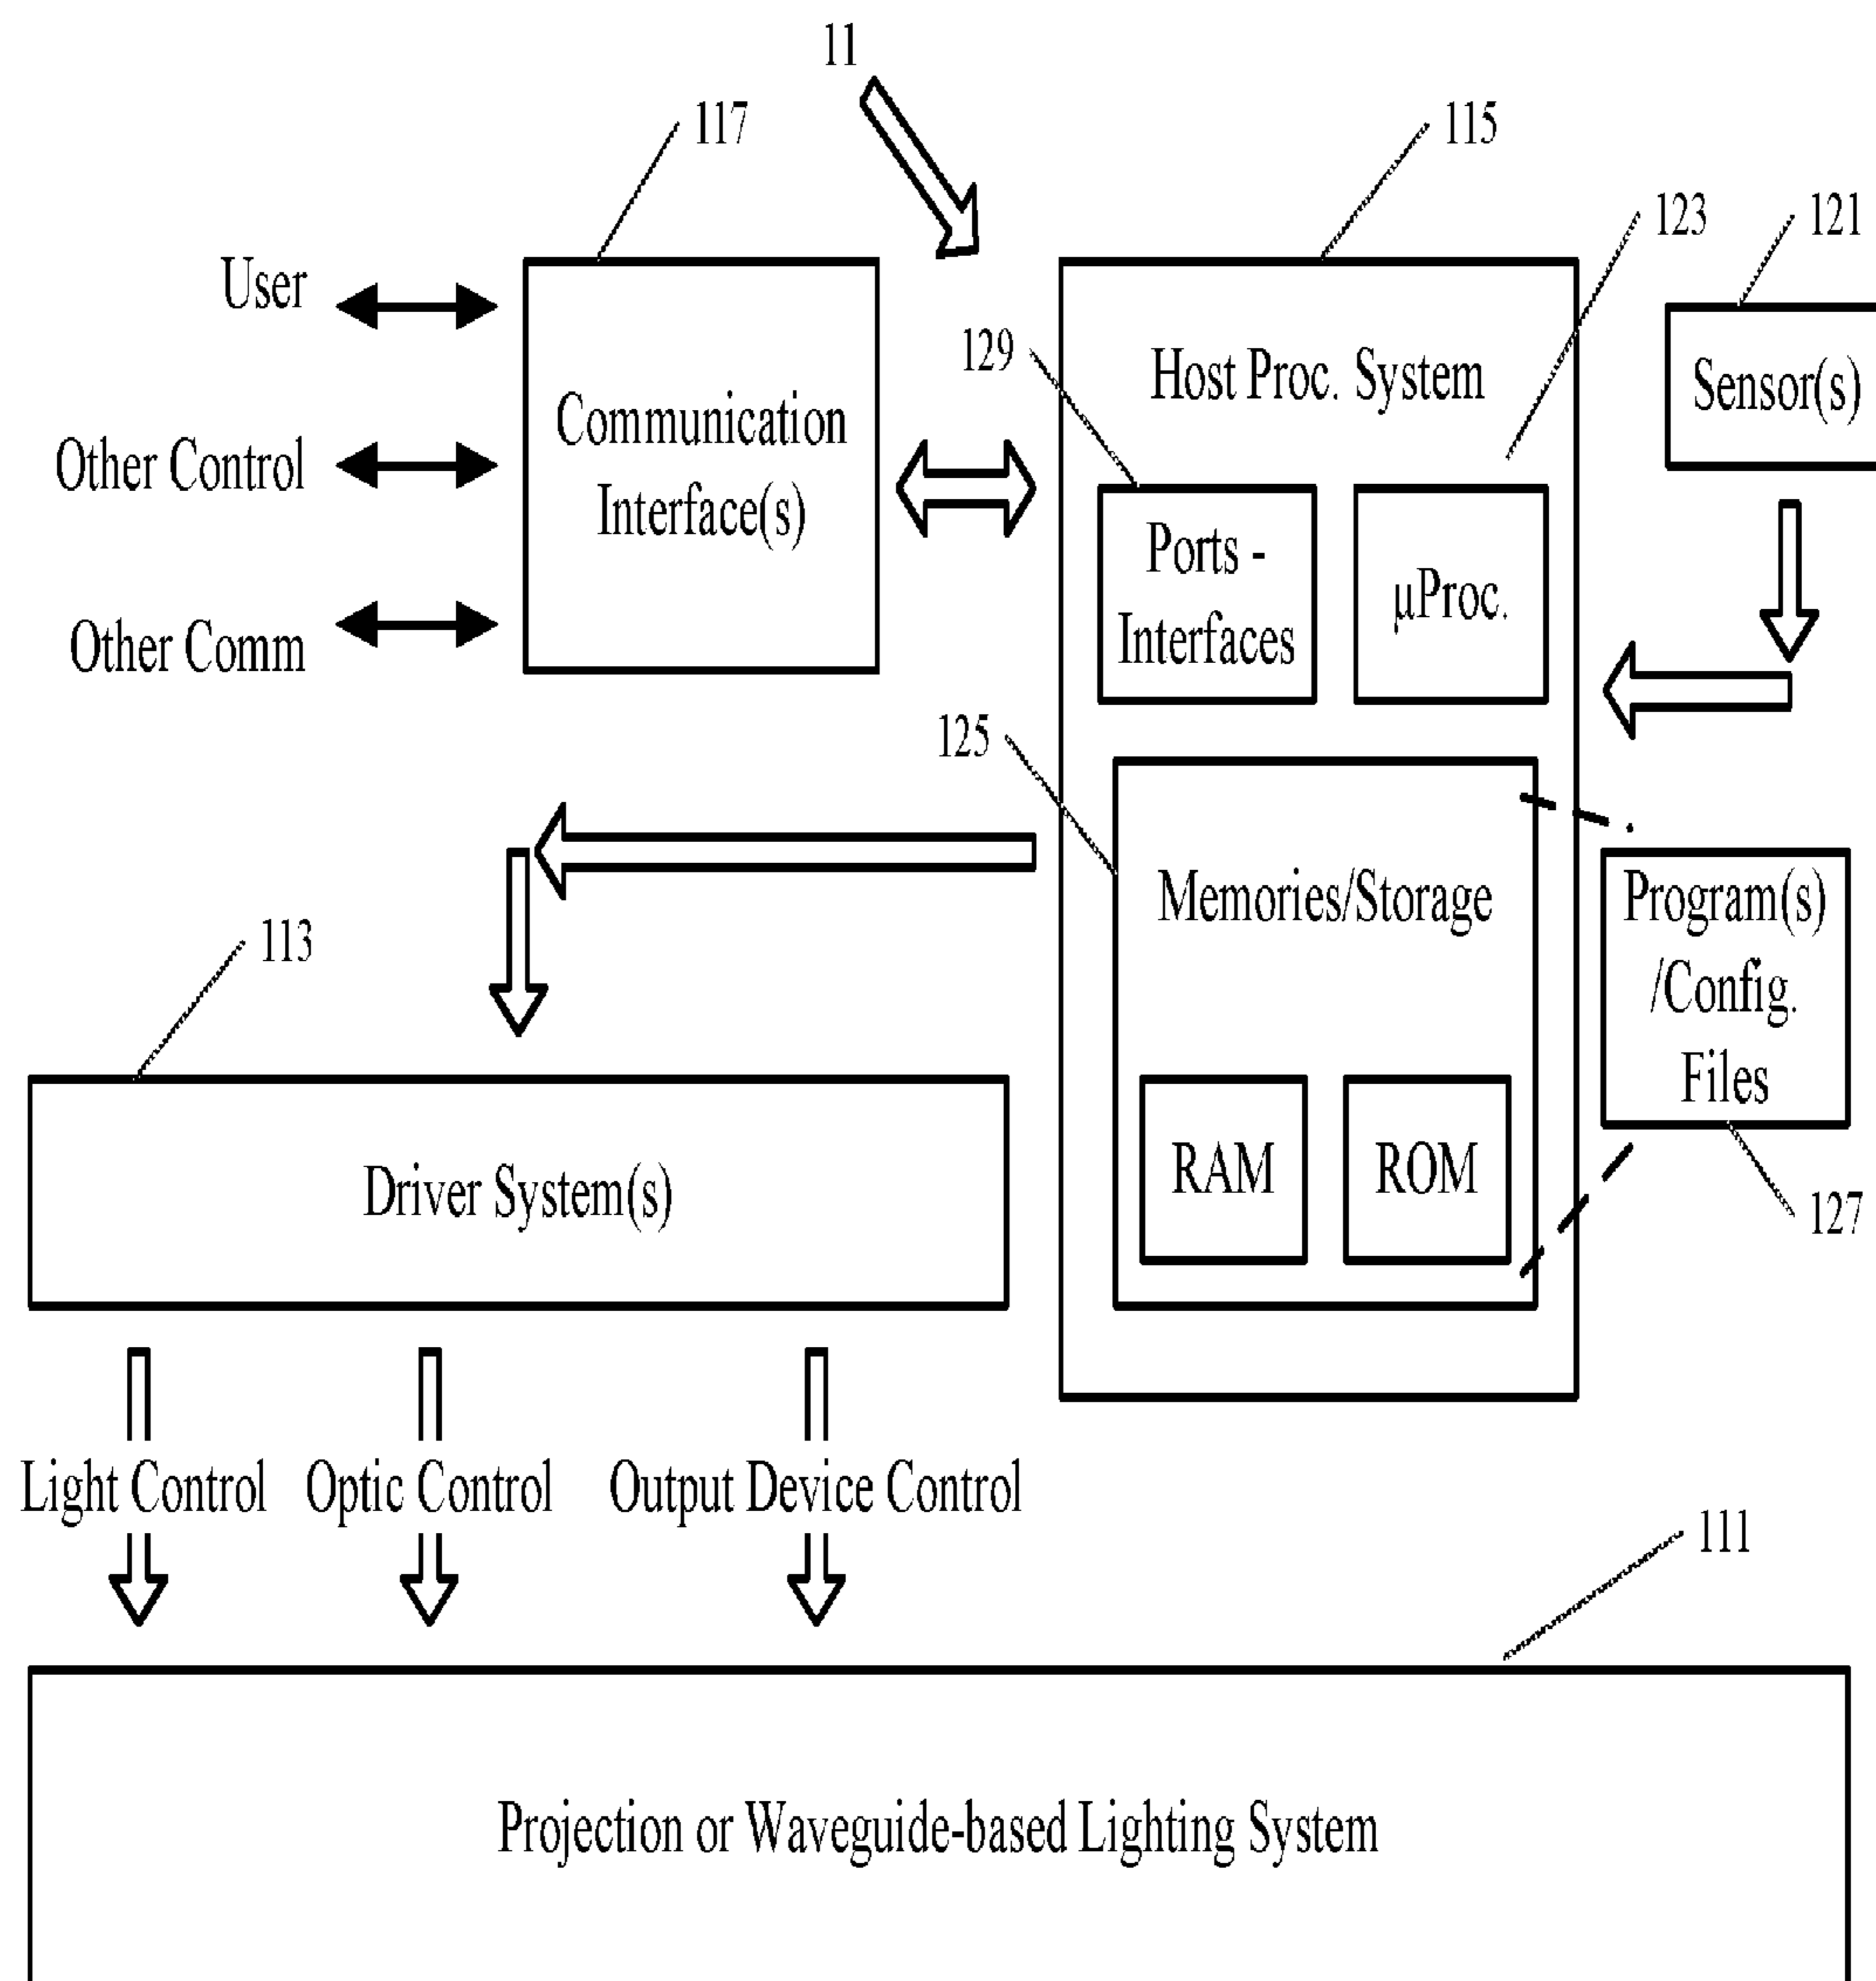 11
117
115
123
121
User
129
Host Proc. System
Sensor(s)
Communication
Interface(s)
Other Control
Ports -
Interfaces
μProc.
Other Comm
125
Memories/Storage
Program(s)
/Config.
Files
113
RAM
ROM
Driver System(s)
127
Light Control
Optic Control
Output Device Control
111
Projection or Waveguide-based Lighting System